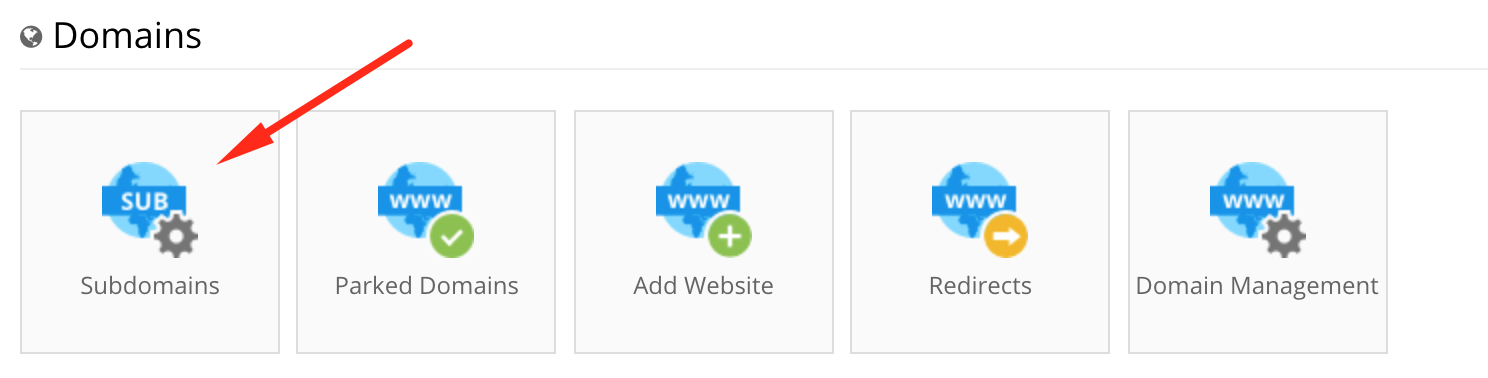 Domains
SUB
WWW
WWW
WWW
WWW
Subdomains
Parked Domains
Add Website
Redirects
Domain Management